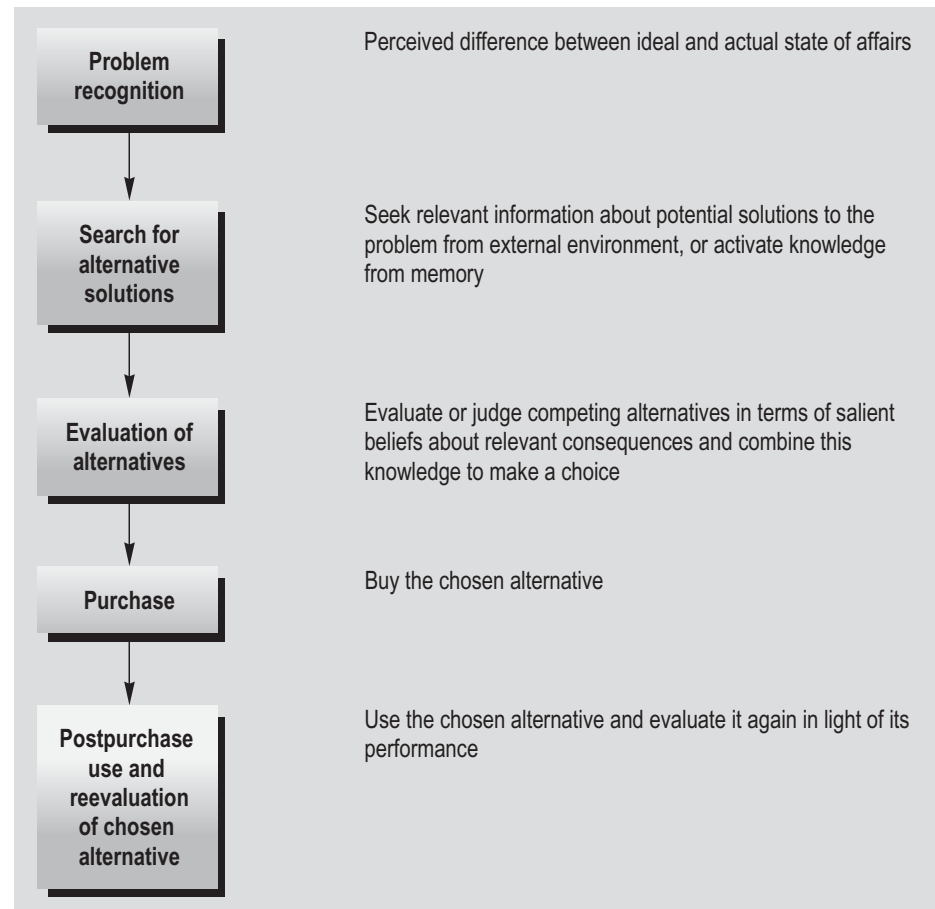 Problem
recognition
Perceived difference between ideal and actual state of affairs
Search for
alternative
solutions
Seek relevant information about potential solutions to the
problem from external environment, or activate knowledge
from memory
Evaluation of
alternatives
Evaluate or judge competing alternatives in terms of salient
beliefs about relevant consequences and combine this
knowledge to make a choice
Purchase
Buy the chosen alternative
Postpurchase
use and
reevaluation
of chosen
alternative
Use the chosen alternative and evaluate it again in light of its
performance